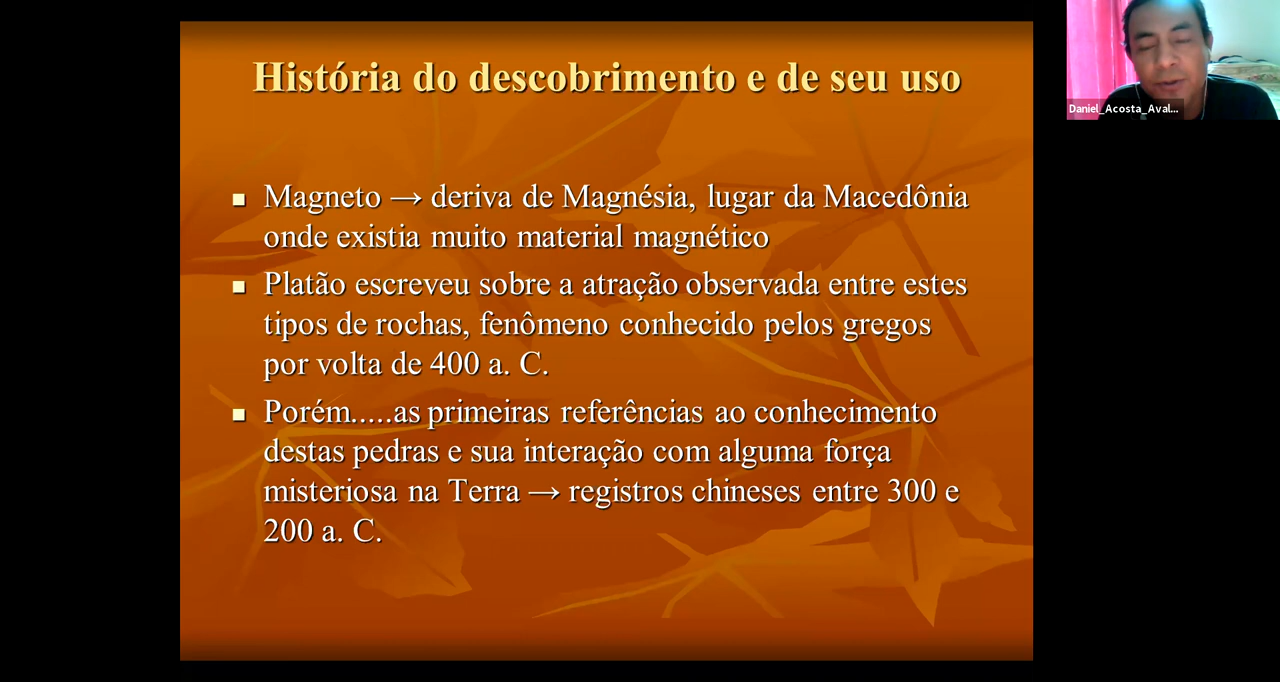 História do descobrimento e de seu uso
Magneto → deriva de Magnésia, lugar da Macedônia
onde existia muito material magnético
Platão escreveu sobre a atração observada entre estes
tipos de rochas, fenômeno conhecido pelos gregos
por volta de 400 a. C.
Porém.....as primeiras referências ao conhecimento
destas pedras e sua interação com alguma força
misteriosa na Terra → registros chineses entre 300 e
200 a. C.
Daniel_Acosta_Aval...